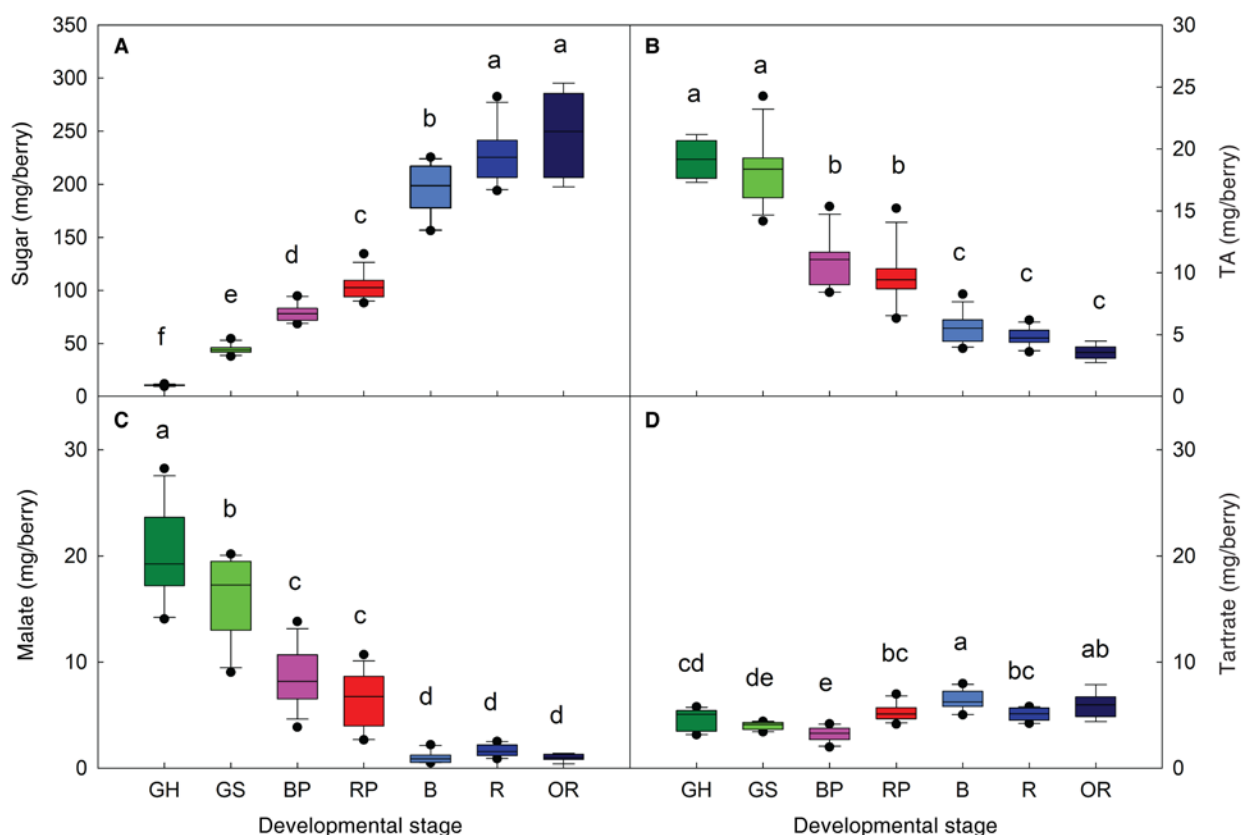 A
Sugar (mg/berry)
350
300
250
200
150
100
50
0
f
e
d
c
b
a
a
B
TA (mg/berry)
30
25
20
15
10
5
0
a
a
b
b
c
c
c
C
Malate (mg/berry)
30
20
10
0
a
b
c
c
d
d
d
GH GS BP RP B R OR
Developmental stage
D
Tartrate (mg/berry)
30
20
10
0
cd
de
e
bc
a
bc
ab
GH GS BP RP B R OR
Developmental stage